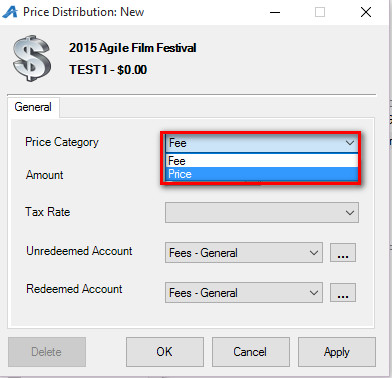 Price Distribution: New
2015 Agile Film Festival
TEST1 - $0.00
General
Price Category
Fee
Fee
Price
Amount
Tax Rate
Unredeemed Account
Fees - General
...
Redeemed Account
Fees - General
...
Delete
OK
Cancel
Apply